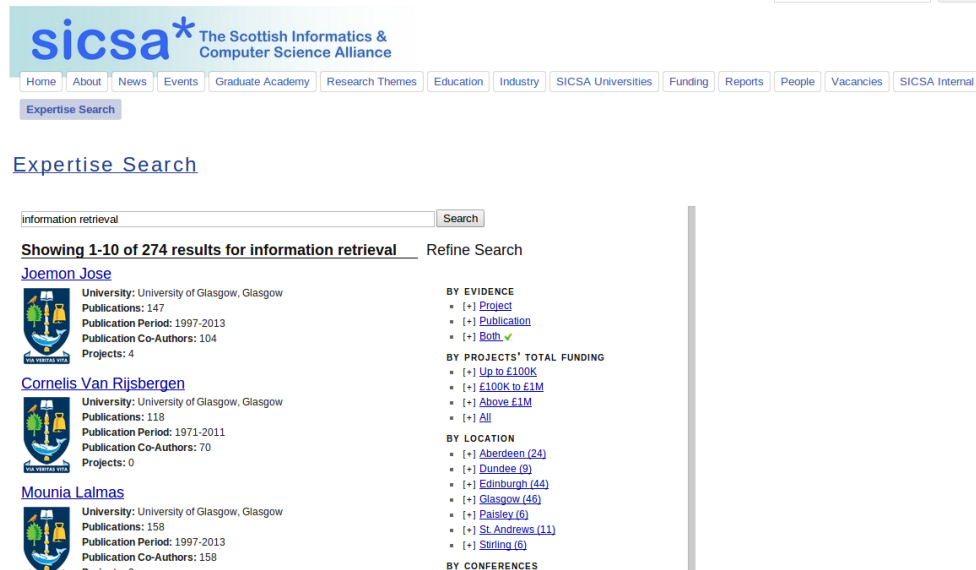 sicsa* The Scottish Informatics &
Computer Science Alliance
Home About News Events Graduate Academy Research Themes Education Industry SICSA Universities Funding Reports People Vacancies SICSA Internal
Expertise Search
Expertise Search
information retrieval Search
Showing 1-10 of 274 results for information retrieval
Joemon Jose
VIA VERITAS VITA
University: University of Glasgow, Glasgow
Publications: 147
Publication Period: 1997-2013
Publication Co-Authors: 104
Projects: 4
Cornelis Van Rijsbergen
VIA VERITAS VITA
University: University of Glasgow, Glasgow
Publications: 118
Publication Period: 1971-2011
Publication Co-Authors: 70
Projects: 0
Mounia Lalmas
University: University of Glasgow, Glasgow
Publications: 158
Publication Period: 1997-2013
Publication Co-Authors: 158
Refine Search
BY EVIDENCE
[+] Project
[+] Publication
[+] Both
BY PROJECTS' TOTAL FUNDING
[+] Up to £100K
[+] £100K to £1M
[+] Above £1M
[+] All
BY LOCATION
[+] Aberdeen (24)
[+] Dundee (9)
[+] Edinburgh (44)
[+] Glasgow (46)
[+] Paisley (6)
[+] St. Andrews (11)
[+] Stirling (6)
BY CONFERENCES